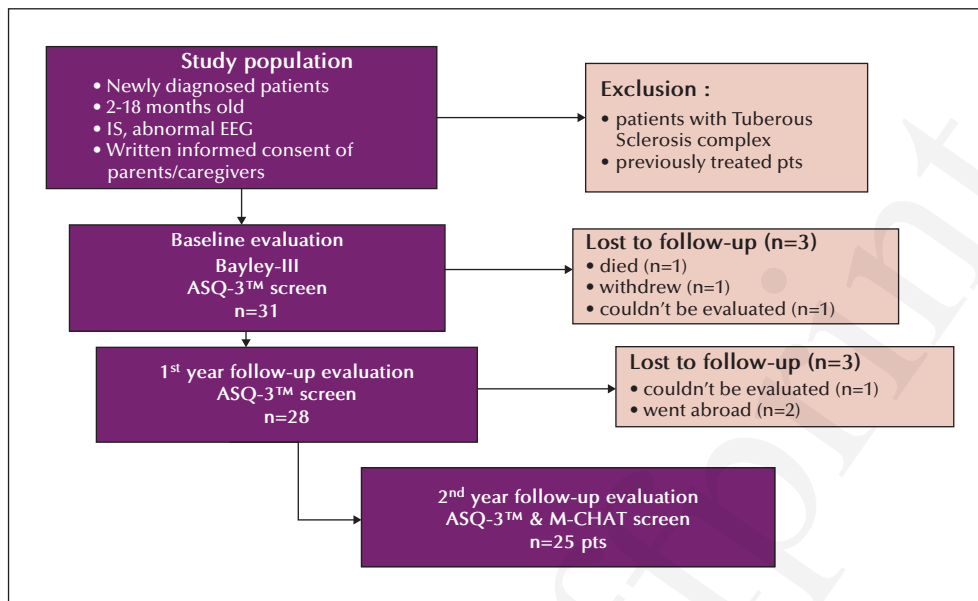 Study population
• Newly diagnosed patients
• 2-18 months old
• IS, abnormal EEG
• Written informed consent of
parents/caregivers
Exclusion :
• patients with Tuberous
Sclerosis complex
• previously treated pts
Baseline evaluation
Bayley-III
ASQ-3™ screen
n=31
Lost to follow-up (n=3)
• died (n=1)
• withdrew (n=1)
• couldn't be evaluated (n=1)
1st year follow-up evaluation
ASQ-3™ screen
n=28
Lost to follow-up (n=3)
• couldn't be evaluated (n=1)
• went abroad (n=2)
2nd year follow-up evaluation
ASQ-3™ & M-CHAT screen
n=25 pts